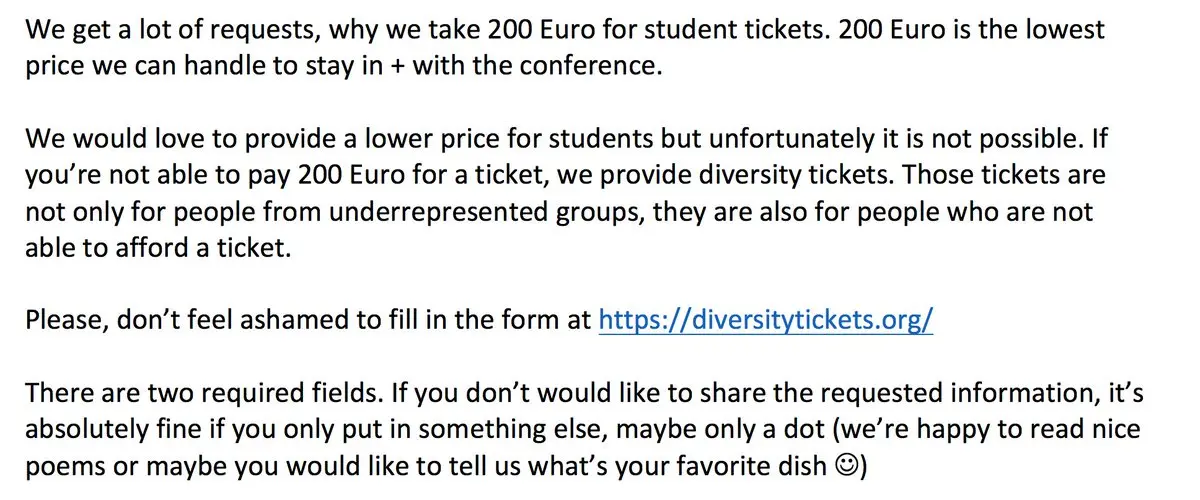 We get a lot of requests, why we take 200 Euro for student tickets. 200 Euro is the lowest
price we can handle to stay in + with the conference.
We would love to provide a lower price for students but unfortunately it is not possible. If
you’re not able to pay 200 Euro for a ticket, we provide diversity tickets. Those tickets are
not only for people from underrepresented groups, they are also for people who are not
able to afford a ticket.
Please, don’t feel ashamed to fill in the form at https://diversitytickets.org/
There are two required fields. If you don’t would like to share the requested information, it’s
absolutely fine if you only put in something else, maybe only a dot (we’re happy to read nice
poems or maybe you would like to tell us what’s your favorite dish ☺)